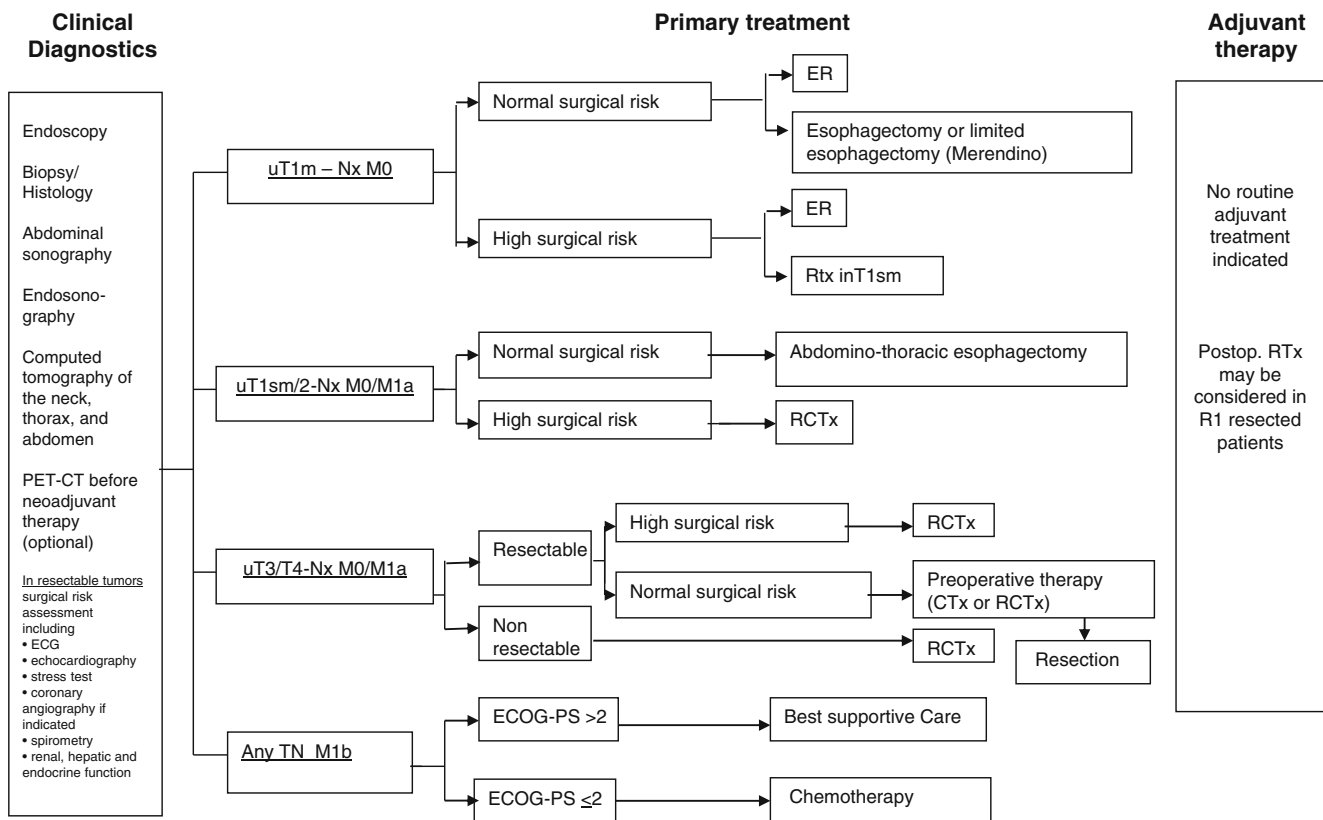 Clinical
Diagnostics
Primary treatment
Adjuvant
therapy
Endoscopy
Biopsy/
Histology
Abdominal
sonography
Endosono-
graphy
Computed
tomography of
the neck,
thorax, and
abdomen
PET-CT before
neoadjuvant
therapy
(optional)
In resectable tumors
surgical risk
assessment
including
• ECG
• echocardiography
• stress test
• coronary
angiography if
indicated
• spirometry
• renal, hepatic and
endocrine function
uT1m – Nx M0
Normal surgical risk
ER
Esophagectomy or limited
esophagectomy (Merendino)
High surgical risk
ER
Rtx inT1sm
uT1sm/2-Nx M0/M1a
Normal surgical risk
Abdomino-thoracic esophagectomy
High surgical risk
RCTx
uT3/T4-Nx M0/M1a
Resectable
High surgical risk
RCTx
Normal surgical risk
Preoperative therapy
(CTx or RCTx)
Resection
Non
resectable
RCTx
Any TN M1b
ECOG-PS >2
Best supportive Care
ECOG-PS ≤2
Chemotherapy
No routine
adjuvant
treatment
indicated
Postop. RTx
may be
considered in
R1 resected
patients